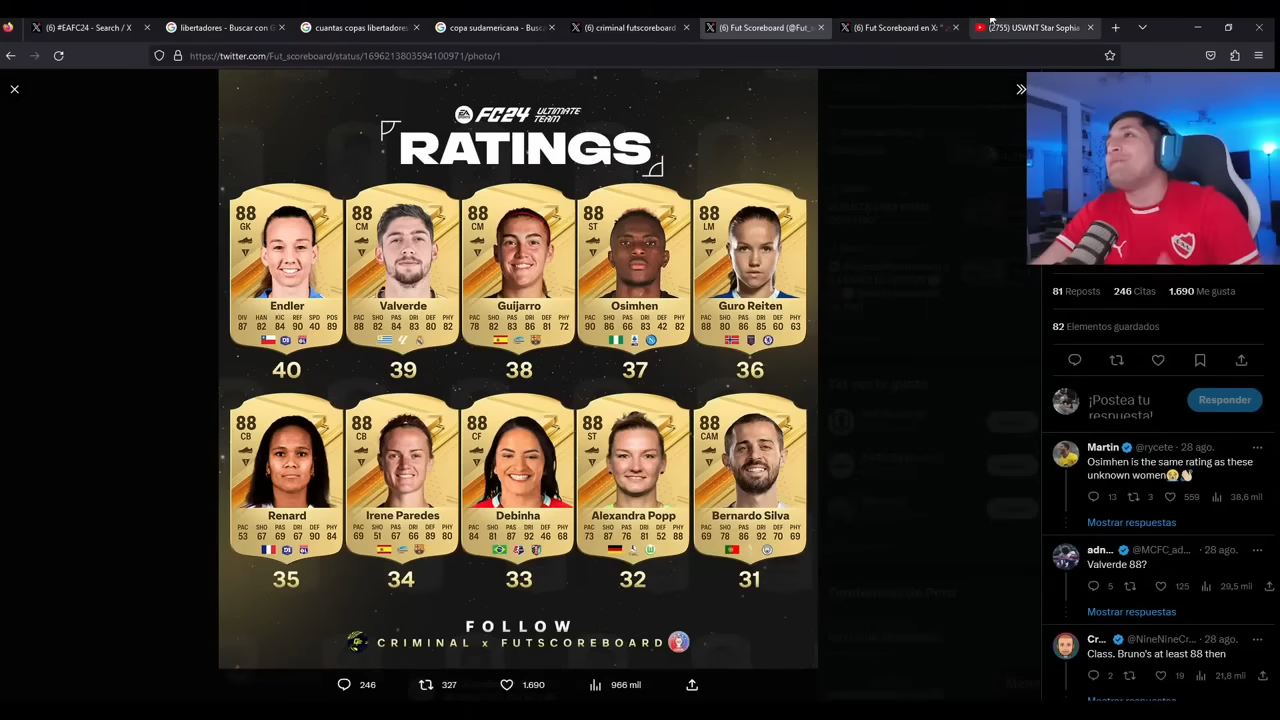 (6) #EAFC24 - Search / X
libertadores - Buscar con G
cuantas copas libertadores
copa sudamericana - Buscar
(6) criminal futscoreboard
(6) Fut Scoreboard (@Fut_s
(6) Fut Scoreboard en X: "
(2755) USWNT Star Sophia
https://twitter.com/Fut_scoreboard/status/1696213803594100971/photo/1
FC24 ULTIMATE TEAM
RATINGS
88 GK
Endler
DIV HAN KIC REF SPD POS
87 82 84 90 40 89
40
88 CM
Valverde
PAC SHO PAS DRI DEF PHY
88 82 84 83 80 82
39
88 CM
Guijarro
PAC SHO PAS DRI DEF PHY
78 82 83 86 81 72
38
88 ST
Osimhen
PAC SHO PAS DRI DEF PHY
90 86 66 83 42 82
37
88 LM
Guro Reiten
PAC SHO PAS DRI DEF PHY
88 80 86 85 60 63
36
88 CB
Renard
PAC SHO PAS DRI DEF PHY
53 67 69 67 90 84
35
88 CB
Irene Paredes
PAC SHO PAS DRI DEF PHY
69 51 67 66 89 80
34
88 CF
Debinha
PAC SHO PAS DRI DEF PHY
84 81 87 92 46 68
33
88 ST
Alexandra Popp
PAC SHO PAS DRI DEF PHY
73 87 76 81 52 88
32
88 CAM
Bernardo Silva
PAC SHO PAS DRI DEF PHY
69 78 86 92 70 69
31
FOLLOW
CRIMINAL x FUTSCOREBOARD
246 327 1.690 966 mil
81 Reposts 246 Citas 1.690 Me gusta
82 Elementos guardados
¡Postea tu respuesta!
Responder
Martin @rycete · 28 ago.
Osimhen is the same rating as these
unknown women😭👏🏻
13 3 559 38,6 mil
Mostrar respuestas
adn... @MCFC_ad... · 28 ago.
Valverde 88?
5 125 29,5 mil
Mostrar respuestas
Cr... @NineNineCr... · 28 ago.
Class. Bruno's at least 88 then
2 19 21,8 mil
Mostrar respuestas